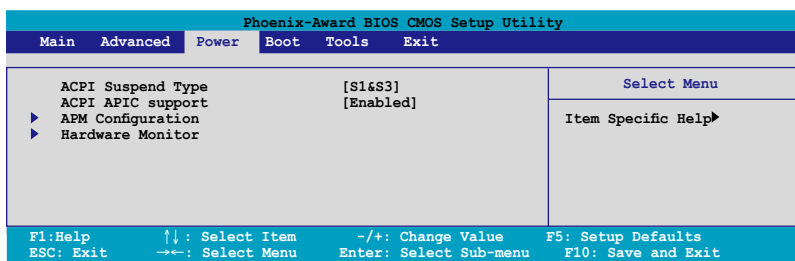 Phoenix-Award BIOS CMOS Setup Utility
Main Advanced Power Boot Tools Exit
ACPI Suspend Type [S1&S3]
ACPI APIC support [Enabled]
APM Configuration
Hardware Monitor
Select Menu
Item Specific Help
F1:Help ↑↓: Select Item -/+: Change Value F5: Setup Defaults
ESC: Exit →←: Select Menu Enter: Select Sub-menu F10: Save and Exit